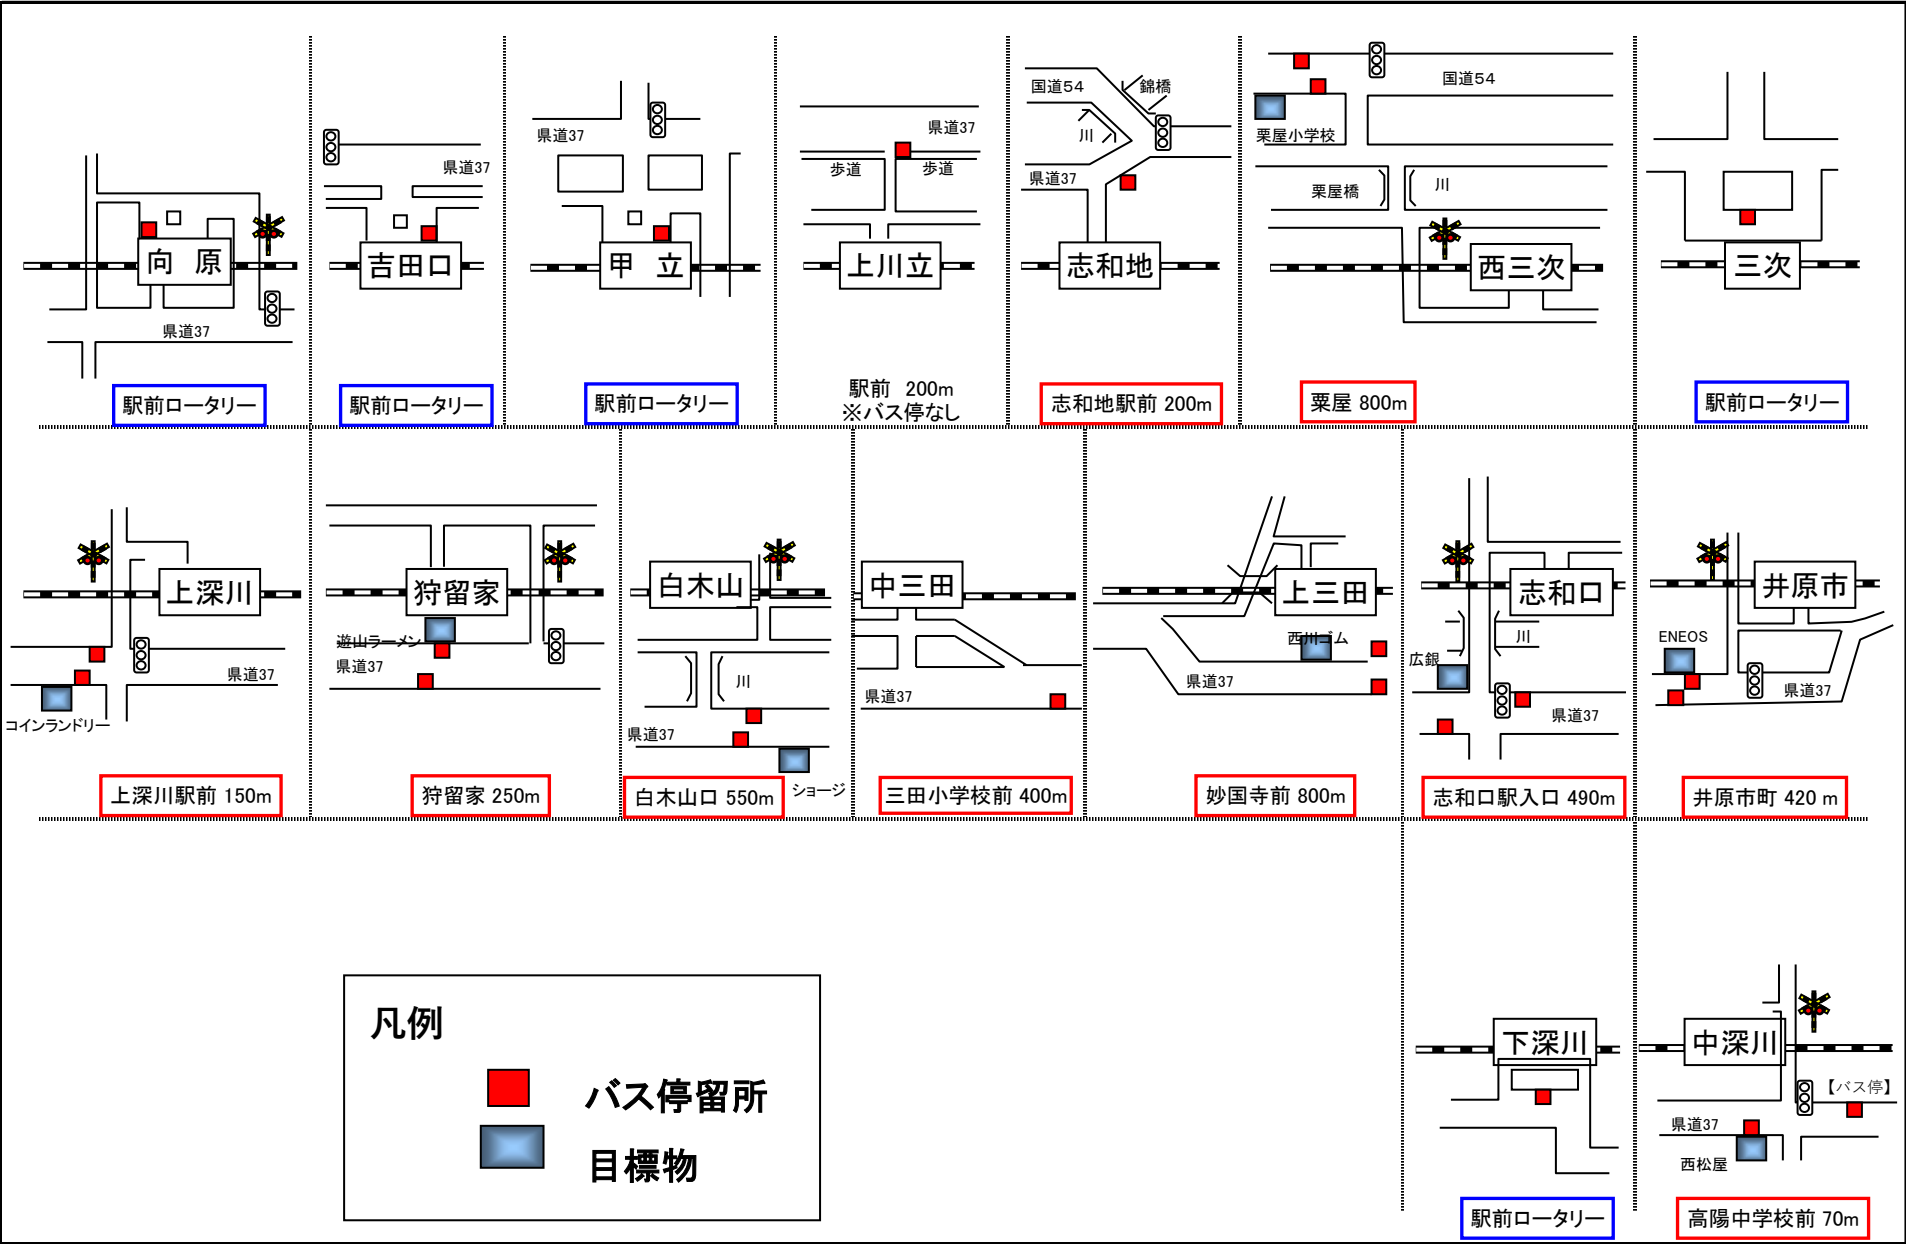 県道37
向 原
県道37
駅前ロータリー
県道37
吉田口
駅前ロータリー
県道37
甲 立
駅前ロータリー
県道37
歩道
歩道
上川立
駅前 200m
※バス停なし
国道54
錦橋
川
県道37
志和地
志和地駅前 200m
国道54
粟屋小学校
粟屋橋
川
西三次
粟屋 800m
三次
駅前ロータリー
上深川
県道37
コインランドリー
上深川駅前 150m
狩留家
遊山ラーメン
県道37
狩留家 250m
白木山
川
県道37
ショージ
白木山口 550m
中三田
県道37
三田小学校前 400m
上三田
西川ゴム
県道37
妙国寺前 800m
志和口
川
広銀
県道37
志和口駅入口 490m
井原市
ENEOS
県道37
井原市町 420 m
凡例
バス停留所
目標物
下深川
駅前ロータリー
中深川
【バス停】
県道37
西松屋
高陽中学校前 70m